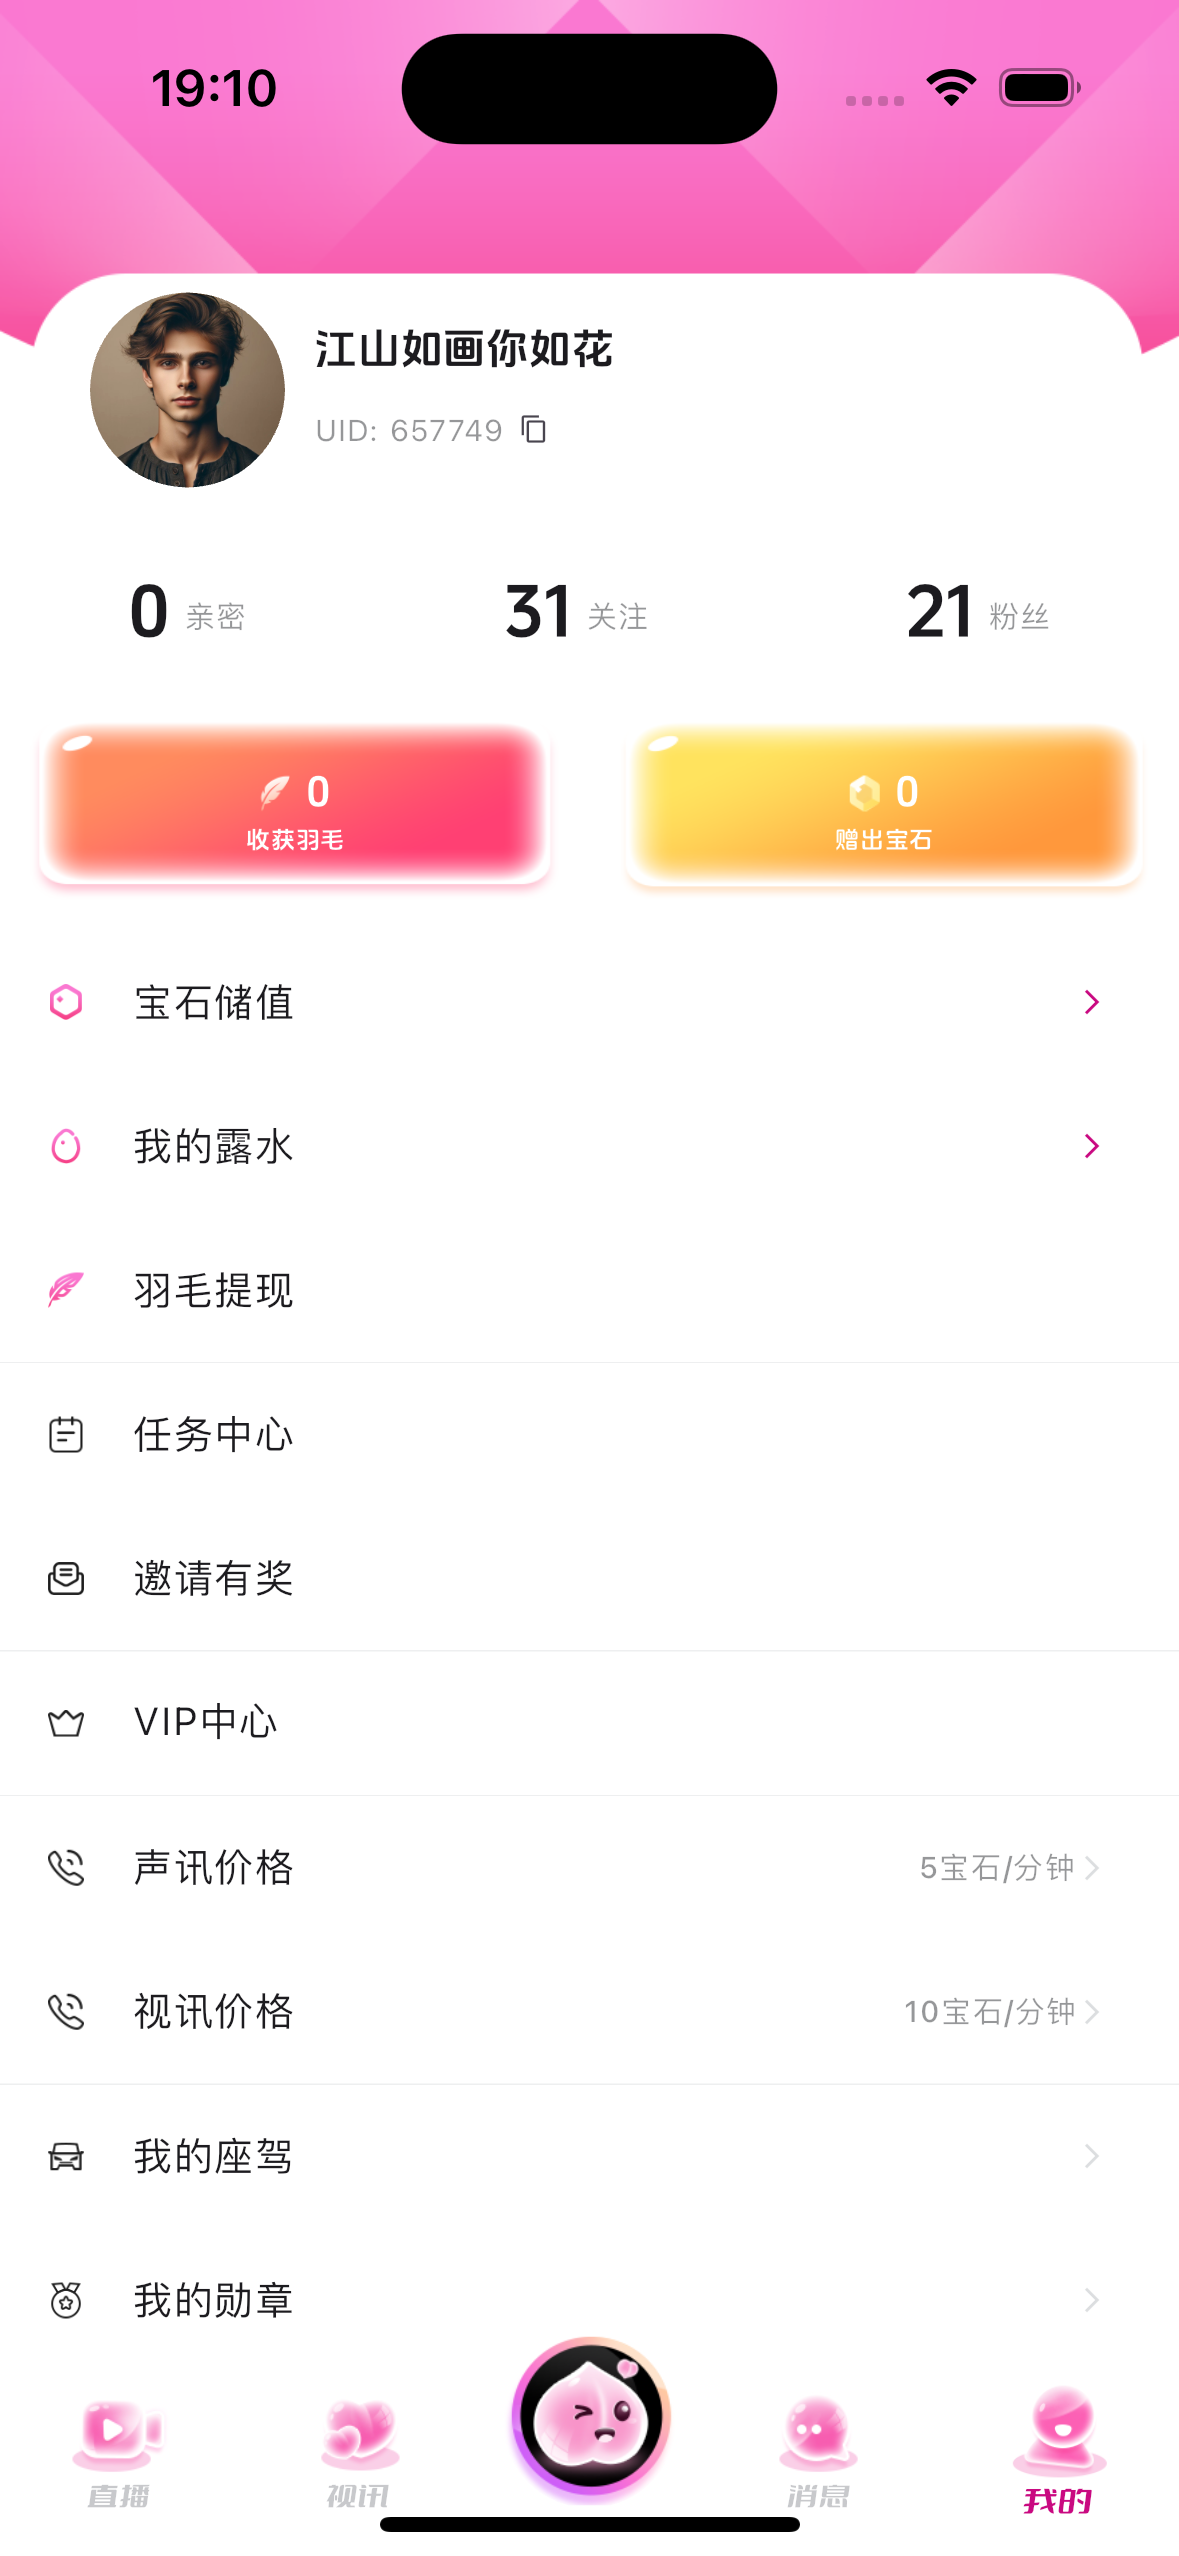 19:10
江山如画你如花
UID: 657749
0 亲密
31 关注
21 粉丝
0
收获羽毛
0
赠出宝石
宝石储值
我的露水
羽毛提现
任务中心
邀请有奖
VIP中心
声讯价格 5宝石/分钟
视讯价格 10宝石/分钟
我的座驾
我的勋章
直播
视讯
消息
我的